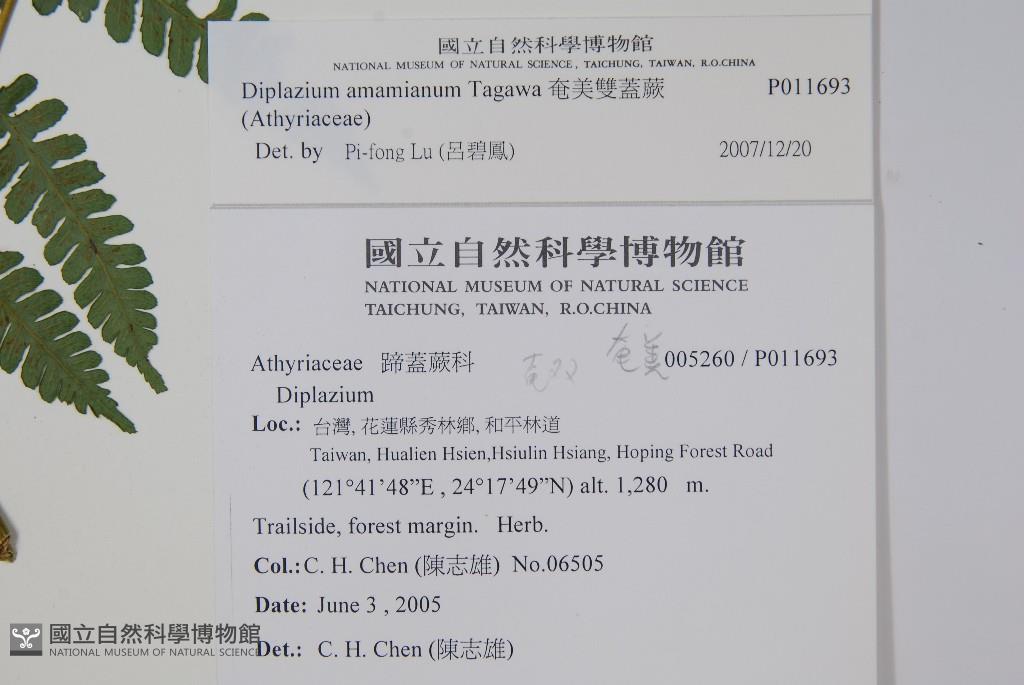 國立自然科學博物館
NATIONAL MUSEUM OF NATURAL SCIENCE, TAICHUNG, TAIWAN, R.O.CHINA
Diplazium amamianum Tagawa 奄美雙蓋蕨 P011693
(Athyriaceae)
Det. by Pi-fong Lu (呂碧鳳) 2007/12/20
國立自然科學博物館
NATIONAL MUSEUM OF NATURAL SCIENCE
TAICHUNG, TAIWAN, R.O.CHINA
奄美
Athyriaceae 蹄蓋蕨科 005260 / P011693
Diplazium
Loc.: 台灣, 花蓮縣秀林鄉, 和平林道
Taiwan, Hualien Hsien,Hsiulin Hsiang, Hoping Forest Road
(121°41’48”E , 24°17’49”N) alt. 1,280 m.
Trailside, forest margin. Herb.
Col.: C. H. Chen (陳志雄) No.06505
Date: June 3 , 2005
Det.: C. H. Chen (陳志雄)
國立自然科學博物館
NATIONAL MUSEUM OF NATURAL SCIENCE